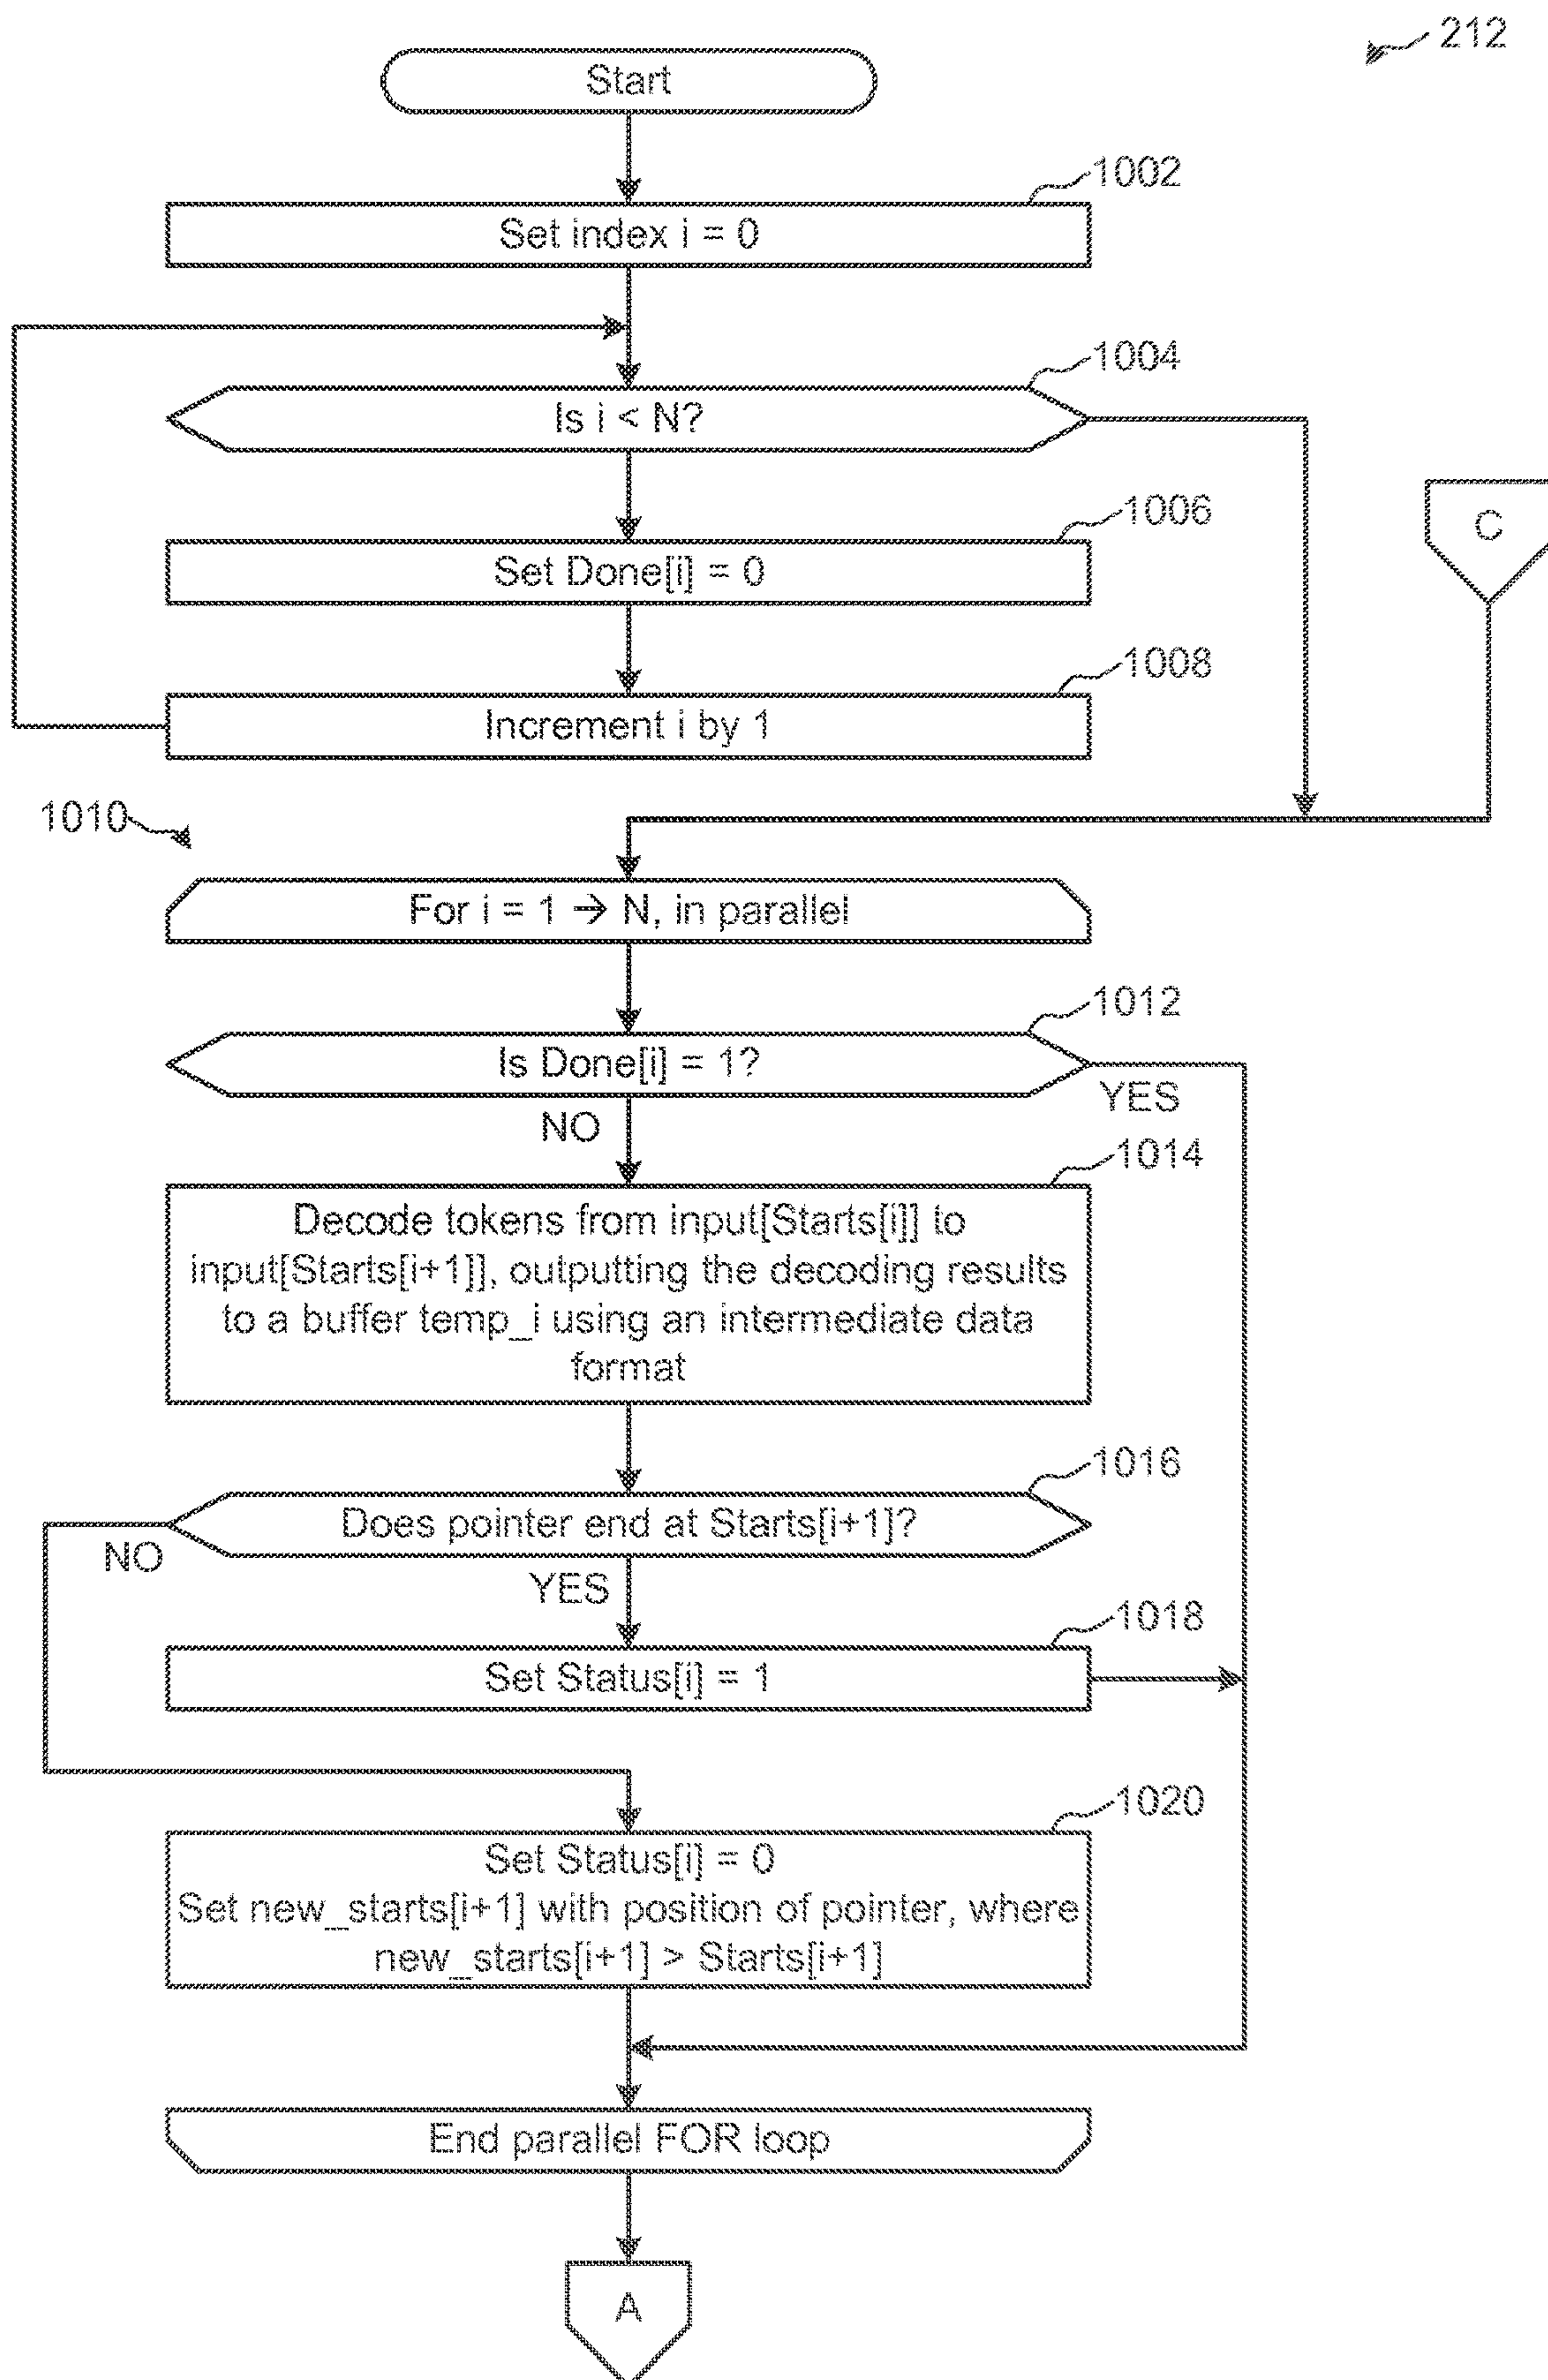 212
Start
1002
Set index i = 0
1004
Is i < N?
1006
Set Done[i] = 0
C
1008
Increment i by 1
1010
For i = 1 → N, in parallel
1012
Is Done[i] = 1?
YES
NO
1014
Decode tokens from input[Starts[i]] to
input[Starts[i+1]], outputting the decoding results
to a buffer temp_i using an intermediate data
format
1016
Does pointer end at Starts[i+1]?
NO
YES
1018
Set Status[i] = 1
1020
Set Status[i] = 0
Set new_starts[i+1] with position of pointer, where
new_starts[i+1] > Starts[i+1]
End parallel FOR loop
A